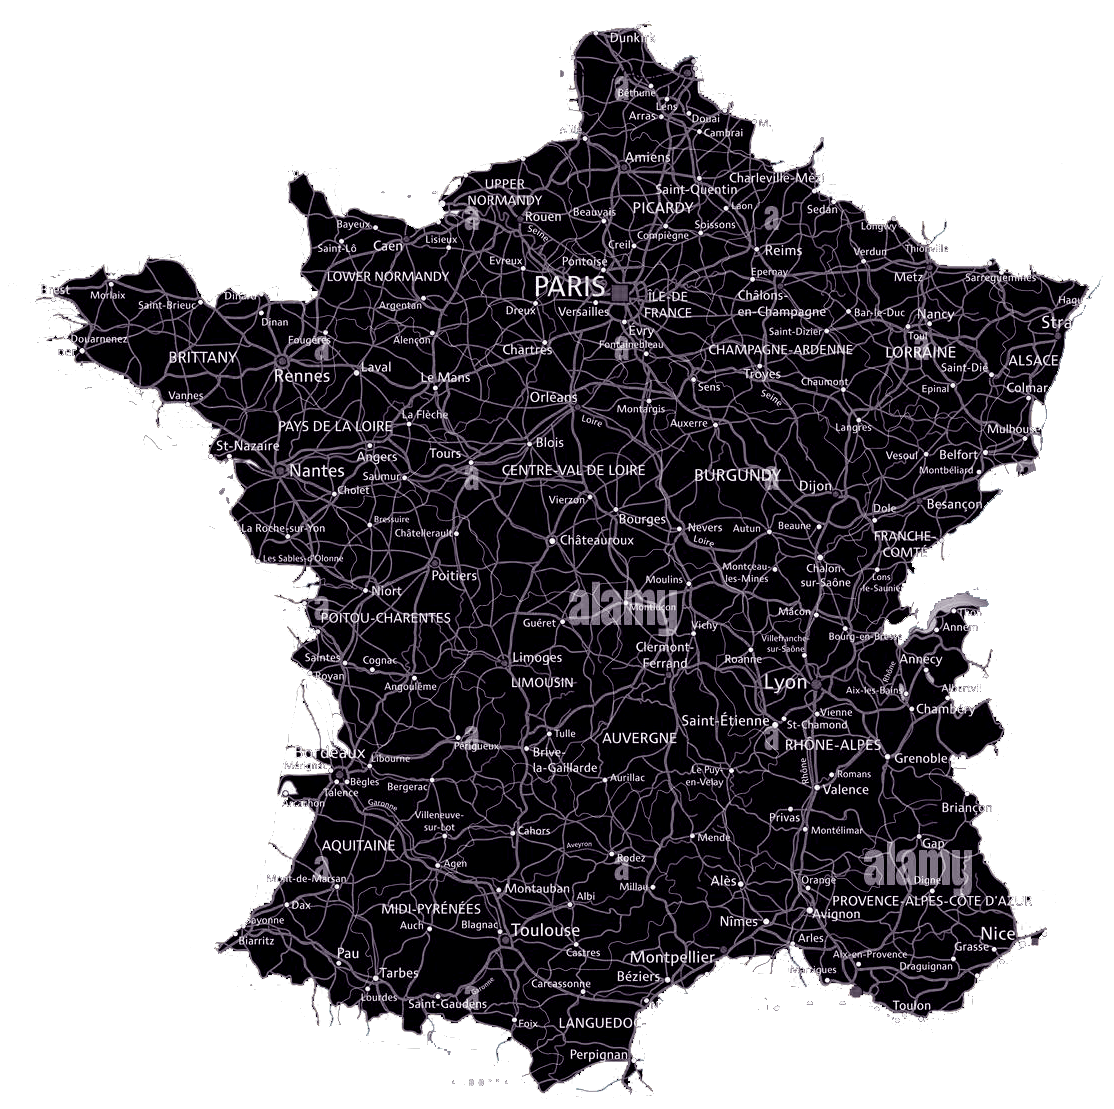 Dunkirk
Béthune
Lens
Arras
Douai
Cambrai
Amiens
Charleville-Méz
Saint-Quentin
UPPER
NORMANDY
PICARDY
Laon
Sedan
Rouen
Beauvais
Soissons
Longwy
Bayeux
Seine
Compiègne
Saint-Lô
Caen
Lisieux
Creil
Reims
Verdun
Thionville
Evreux
Pontoise
LOWER NORMANDY
Epernay
Metz
Sarreguemines
Brest
Morlaix
PARIS
ÎLE-DE
FRANCE
Châlons-
en-Champagne
Saint-Brieuc
Dinard
Argentan
Dreux
Versailles
Bar-le-Duc
Nancy
Dinan
Evry
Stra
Douarnenez
Fougères
Alençon
Fontainebleau
Saint-Dizier
Toul
Chartres
CHAMPAGNE-ARDENNE
LORRAINE
BRITTANY
ALSACE
Rennes
Laval
Le Mans
Troyes
Saint-Die
Sens
Chaumont
Epinal
Colmar
Vannes
Orléans
Seine
Montargis
La Flèche
Loire
Auxerre
PAYS DE LA LOIRE
Langres
Mulhouse
St-Nazaire
Angers
Tours
Blois
Vesoul
Belfort
Nantes
Saumur
CENTRE-VAL DE LOIRE
BURGUNDY
Montbéliard
Cholet
Dijon
Vierzon
Dole
Besançon
Bressuire
Bourges
La Roche-sur-Yon
Châtellerault
Nevers
Autun
Beaune
Châteauroux
Loire
FRANCHE-
COMTÉ
Les Sables-d'Olonne
Poitiers
Montceau-
les-Mines
Chalon-
sur-Saône
Lons
-le-Saunier
Moulins
Niort
alamy
Montlucon
Mâcon
POITOU-CHARENTES
Guéret
Vichy
Bourg-en-Bresse
Villefranche-
sur-Saône
Clermont-
Ferrand
Saintes
Cognac
Limoges
Roanne
Annecy
Royan
Rhône
Angoulême
LIMOUSIN
Lyon
Aix-les-Bains
Chambéry
Vienne
Saint-Étienne
St-Chamond
Tulle
AUVERGNE
RHÔNE-ALPES
Périgueux
Brive-
la-Gaillarde
Bordeaux
Libourne
Grenoble
Mérignac
Le Puy-
en-Velay
Rhône
Romans
Bègles
Aurillac
Talence
Bergerac
Valence
Arcachon
Garonne
Briançon
Villeneuve-
sur-Lot
Privas
Cahors
Montélimar
Mende
AQUITAINE
Aveyron
Gap
Rodez
alamy
Agen
Mont-de-Marsan
Millau
Alès
Orange
Digne
Montauban
Albi
PROVENCE-ALPES-CÔTE D'AZUR
Dax
MIDI-PYRÉNÉES
Avignon
Bayonne
Auch
Blagnac
Nîmes
Toulouse
Nice
Biarritz
Arles
Grasse
Pau
Castres
Montpellier
Aix-en-Provence
Draguignan
Tarbes
Béziers
Martigues
Carcassonne
Garonne
Lourdes
Saint-Gaudens
Toulon
Foix
LANGUEDOC
Perpignan